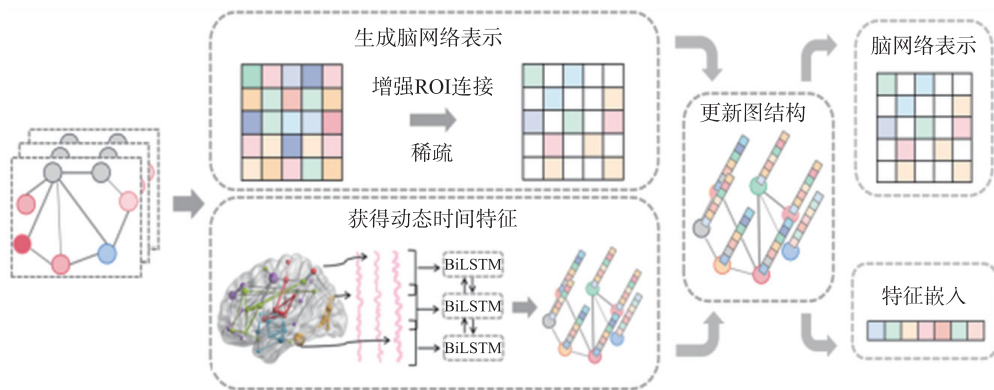 生成脑网络表示
增强ROI连接
稀疏
获得动态时间特征
BiLSTM
BiLSTM
BiLSTM
更新图结构
脑网络表示
特征嵌入